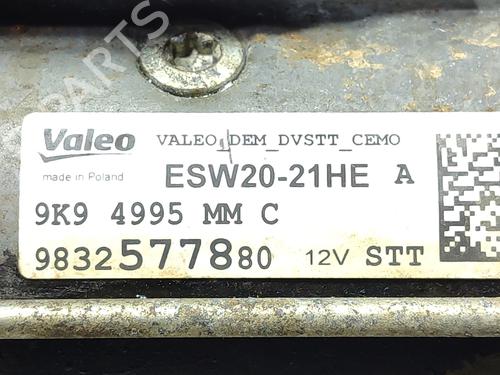 Valeo VALEO_DEM_DVSTT_CEMO
made in Poland ESW20-21HE A
9K9 4995 MM C
9832577880 12V STT